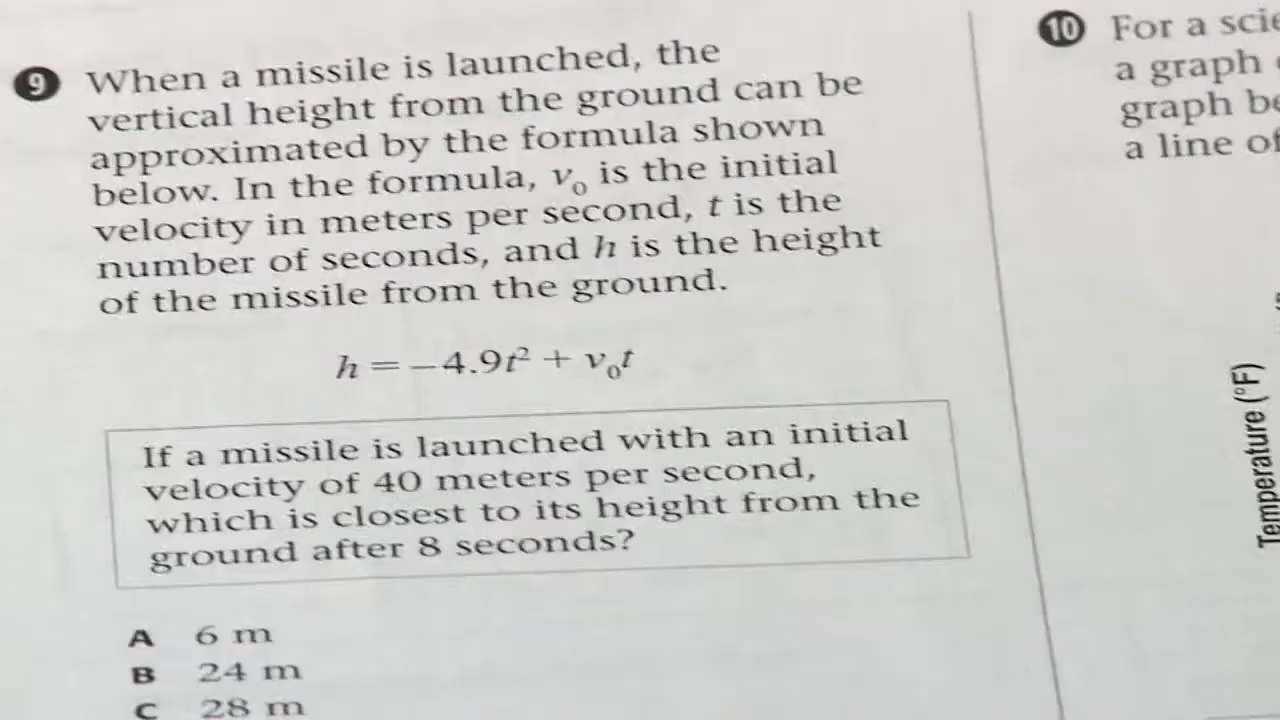 9 When a missile is launched, the
vertical height from the ground can be
approximated by the formula shown
below. In the formula, v₀ is the initial
velocity in meters per second, t is the
number of seconds, and h is the height
of the missile from the ground.
h = −4.9t² + v₀t
If a missile is launched with an initial
velocity of 40 meters per second,
which is closest to its height from the
ground after 8 seconds?
A 6 m
B 24 m
C 28 m
10 For a
a graph
graph
a line
Temperature (°F)